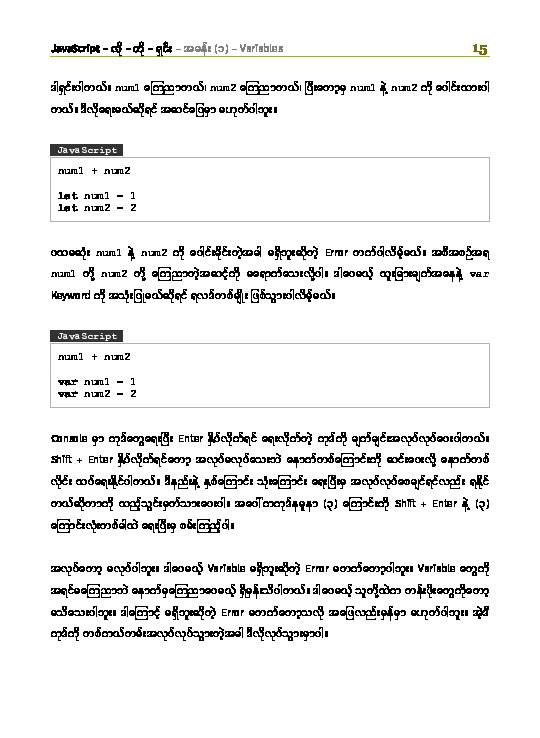 JavaScript – လို – တို – ရှင်း – အခန်း (၁) – Variables 15
ဒါရှင်းပါတယ်။ num1 ကြေညာတယ်၊ num2 ကြေညာတယ်၊ ပြီးတော့မှ num1 နဲ့ num2 ကို ပေါင်းထားပါ
တယ်။ ဒီလိုရေးမယ်ဆိုရင် အဆင်ပြေမှာ မဟုတ်ပါဘူး။
JavaScript
num1 + num2
let num1 = 1
let num2 = 2
ပထမဆုံး num1 နဲ့ num2 ကို ပေါင်းခိုင်းတဲ့အခါ မရှိဘူးဆိုတဲ့ Error တက်ပါလိမ့်မယ်။ အစီအစဉ်အရ
num1 တို့ num2 တို့ ကြေညာတဲ့အဆင့်ကို မရောက်သေးလို့ပါ။ ဒါပေမယ့် ထူးခြားချက်အနေနဲ့ var
Keyword ကို အသုံးပြုမယ်ဆိုရင် ရလဒ်တစ်မျိုး ဖြစ်သွားပါလိမ့်မယ်။
JavaScript
num1 + num2
var num1 = 1
var num2 = 2
Console မှာ ကုဒ်တွေရေးပြီး Enter နှိပ်လိုက်ရင် ရေးလိုက်တဲ့ ကုဒ်ကို ချက်ချင်းအလုပ်လုပ်ပေးပါတယ်။
Shift + Enter နှိပ်လိုက်ရင်တော့ အလုပ်မလုပ်သေးဘဲ နောက်တစ်ကြောင်းကို ဆင်းပေးလို့ နောက်တစ်
လိုင်း ထပ်ရေးနိုင်ပါတယ်။ ဒီနည်းနဲ့ နှစ်ကြောင်း သုံးကြောင်း ရေးပြီးမှ အလုပ်လုပ်စေချင်ရင်လည်း ရနိုင်
တယ်ဆိုတာကို ထည့်သွင်းမှတ်သားပေးပါ။ အပေါ်ကကုဒ်နမူနာ (၃) ကြောင်းကို Shift + Enter နဲ့ (၃)
ကြောင်းလုံးတစ်ခါထဲ ရေးပြီးမှ စမ်းကြည့်ပါ။
အလုပ်တော့ မလုပ်ပါဘူး။ ဒါပေမယ့် Variable မရှိဘူးဆိုတဲ့ Error မတက်တော့ပါဘူး။ Variable တွေကို
အရင်မကြေညာဘဲ နောက်မှကြေညာပေမယ့် ရှိမှန်းသိပါတယ်။ ဒါပေမယ့် သူတို့ထဲက တန်ဖိုးတွေကိုတော့
မသိသေးပါဘူး။ ဒါကြောင့် မရှိဘူးဆိုတဲ့ Error မတက်တော့သလို အဖြေလည်းမှန်မှာ မဟုတ်ပါဘူး။ အဲ့ဒီ
ကုဒ်ကို တစ်ကယ်တမ်းအလုပ်လုပ်သွားတဲ့အခါ ဒီလိုလုပ်သွားမှာပါ။